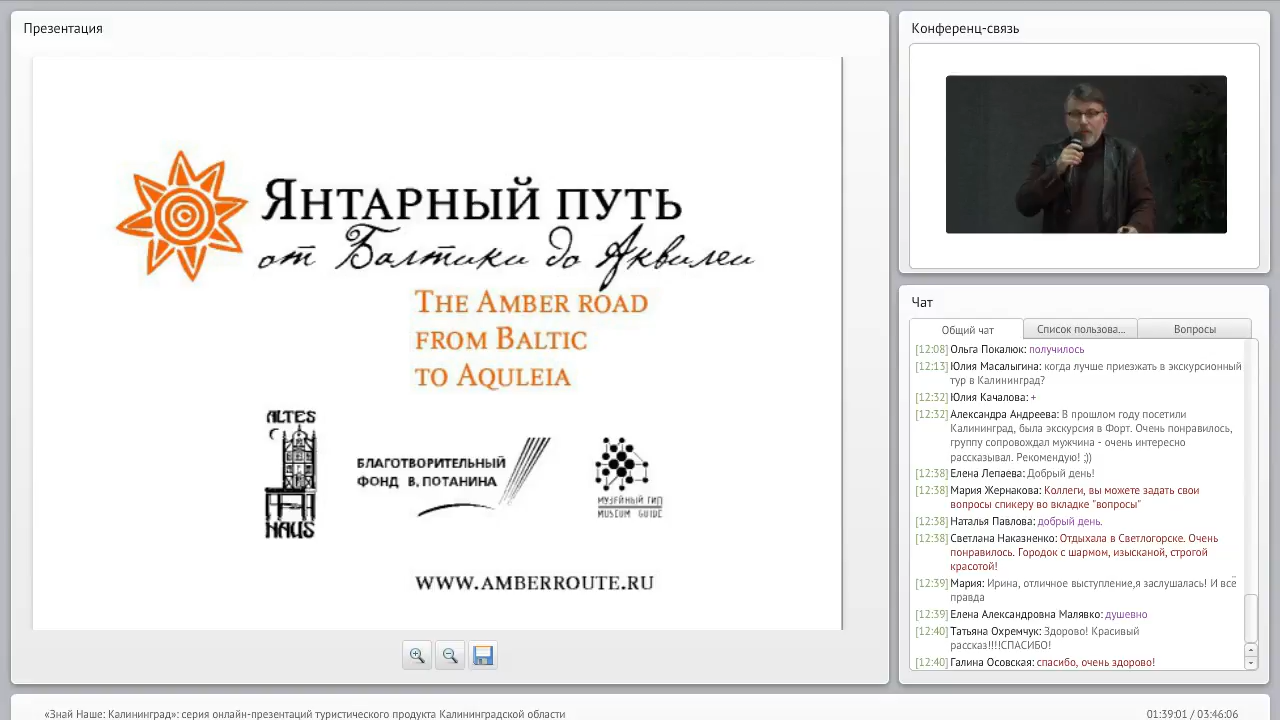 Презентация
Янтарный путь
от Балтики до Аквилеи
The Amber road
from Baltic
to Aquleia
ALTES
HAUS
БЛАГОТВОРИТЕЛЬНЫЙ
ФОНД В. ПОТАНИНА
МУЗЕЙНЫЙ ГИД
MUSEUM GUIDE
WWW.AMBERROUTE.RU
Конференц-связь
Чат
Общий чат
Список пользова...
Вопросы
[12:08] Ольга Покалюк: получилось
[12:13] Юлия Масалыгина: когда лучше приезжать в экскурсионный
тур в Калининград?
[12:32] Юлия Качалова: +
[12:32] Александра Андреева: В прошлом году посетили
Калининград, была экскурсия в Форт. Очень понравилось,
группу сопровождал мужчина - очень интересно
рассказывал. Рекомендую! ;))
[12:38] Елена Лепаева: Добрый день!
[12:38] Мария Жернакова: Коллеги, вы можете задать свои
вопросы спикеру во вкладке "вопросы"
[12:38] Наталья Павлова: добрый день.
[12:38] Светлана Наказненко: Отдыхала в Светлогорске. Очень
понравилось. Городок с шармом, изысканой, строгой
красотой!
[12:39] Мария: Ирина, отличное выступление,я заслушалась! И всё
правда
[12:39] Елена Александровна Малявко: душевно
[12:40] Татьяна Охремчук: Здорово! Красивый
рассказ!!!!СПАСИБО!
[12:40] Галина Осовская: спасибо, очень здорово!
«Знай Наше: Калининград»: серия онлайн-презентаций туристического продукта Калининградской области
01:39:01 / 03:46:06